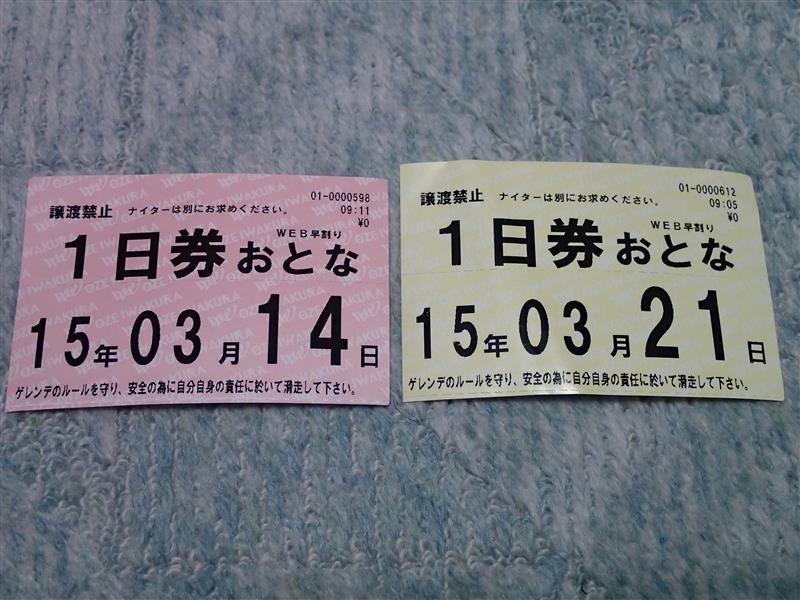 01-0000598
譲渡禁止 ナイターは別にお求めください。 09:11
¥0
WEB早割り
1日券おとな
15年03月14日
ゲレンデのルールを守り、安全の為に自分自身の責任に於いて滑走して下さい。
01-0000612
譲渡禁止 ナイターは別にお求めください。 09:05
¥0
WEB早割り
1日券おとな
15年03月21日
ゲレンデのルールを守り、安全の為に自分自身の責任に於いて滑走して下さい。
OZE IWAKURA